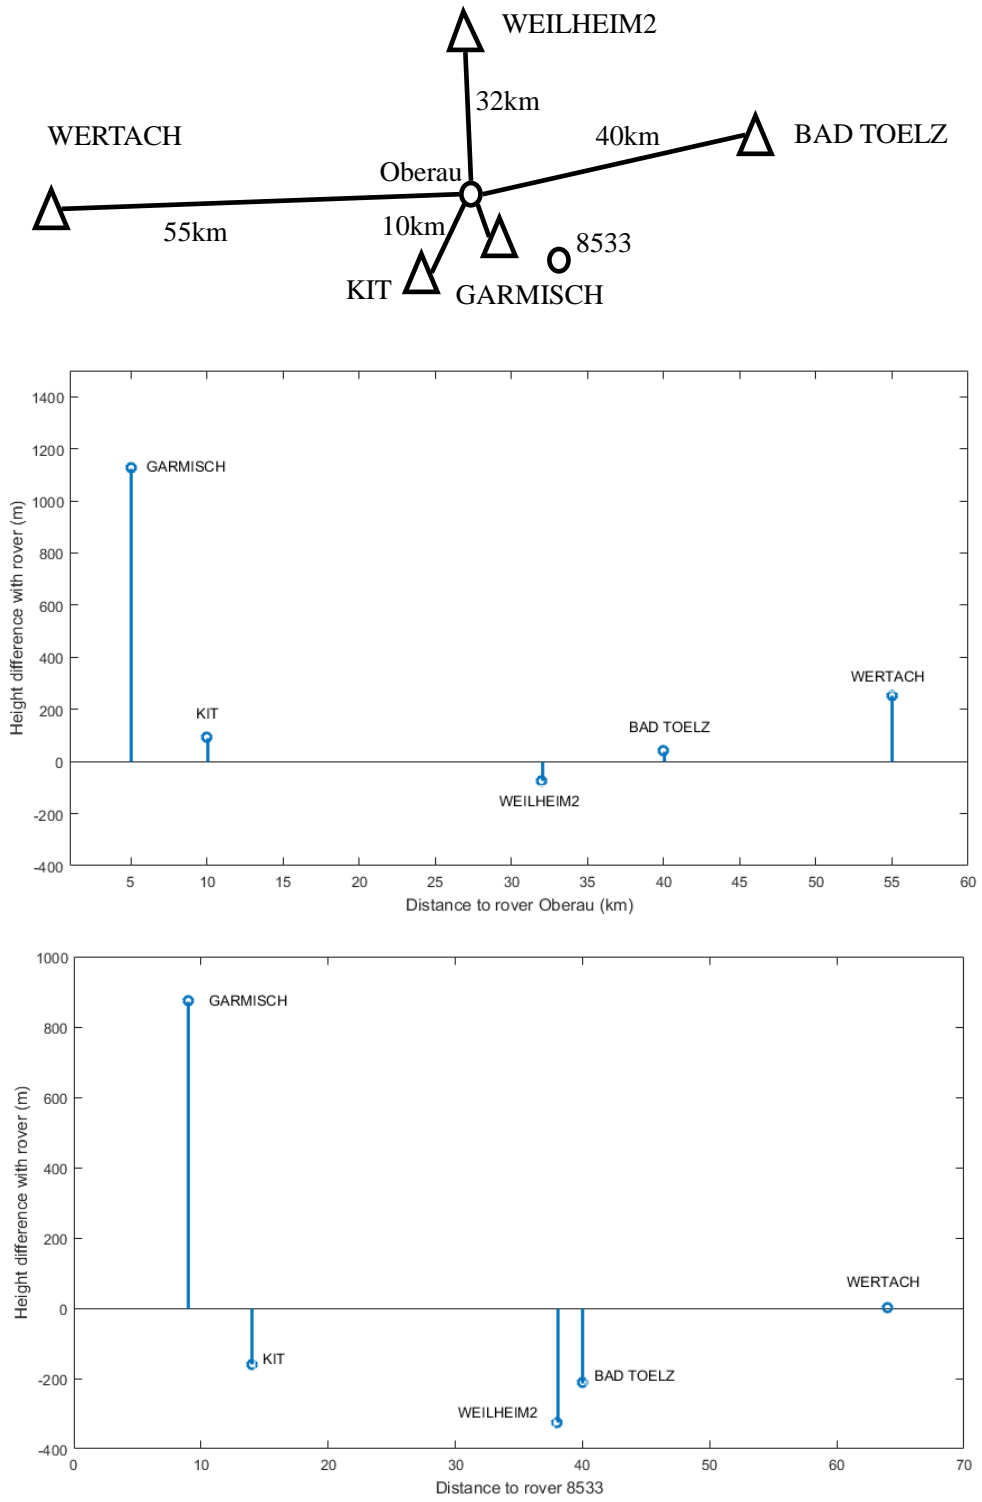 WEILHEIM2
32km
WERTACH
40km
BAD TOELZ
Oberau
55km
10km
8533
KIT
GARMISCH
1400
1200
1000
800
600
400
200
0
-200
-400
Height difference with rover (m)
GARMISCH
KIT
WEILHEIM2
BAD TOELZ
WERTACH
5 10 15 20 25 30 35 40 45 50 55 60
Distance to rover Oberau (km)
1000
800
600
400
200
0
-200
-400
Height difference with rover (m)
GARMISCH
KIT
WEILHEIM2
BAD TOELZ
WERTACH
0 10 20 30 40 50 60 70
Distance to rover 8533